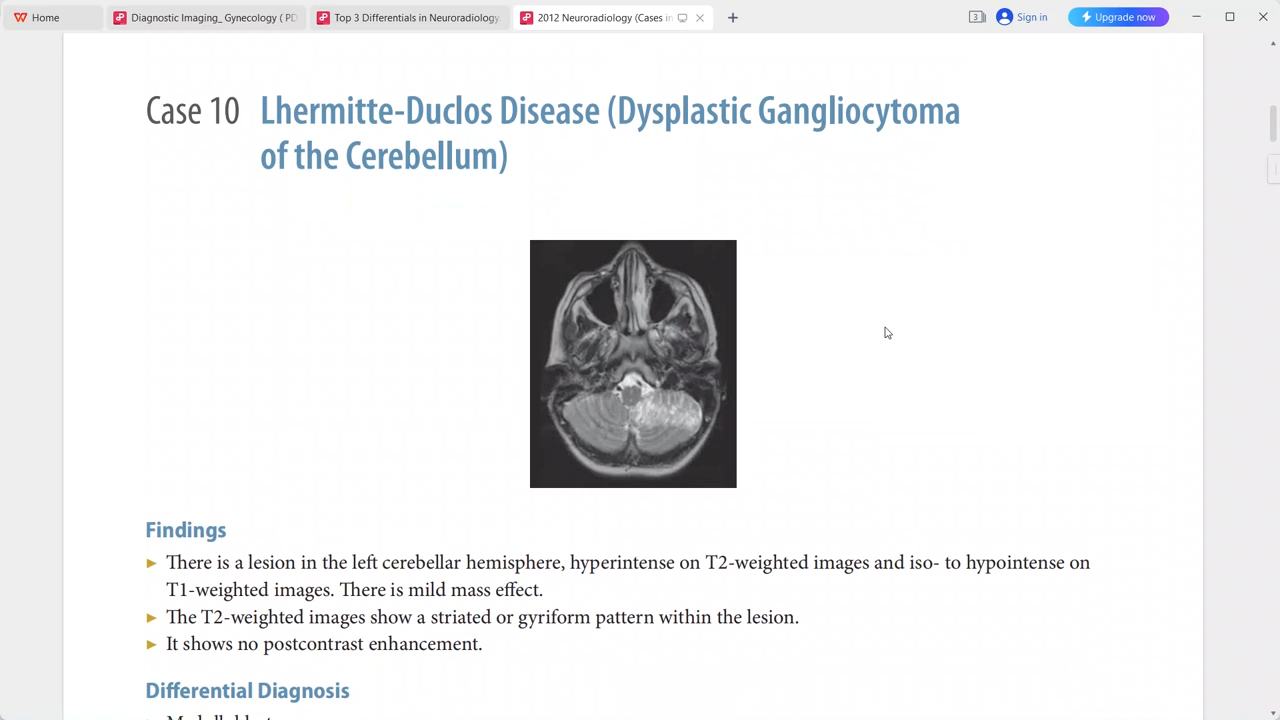 Home
Diagnostic Imaging_ Gynecology ( PD
Top 3 Differentials in Neuroradiology
2012 Neuroradiology (Cases in
3
Sign in
Upgrade now
Case 10 Lhermitte-Duclos Disease (Dysplastic Gangliocytoma
of the Cerebellum)
Findings
► There is a lesion in the left cerebellar hemisphere, hyperintense on T2-weighted images and iso- to hypointense on
T1-weighted images. There is mild mass effect.
► The T2-weighted images show a striated or gyriform pattern within the lesion.
► It shows no postcontrast enhancement.
Differential Diagnosis